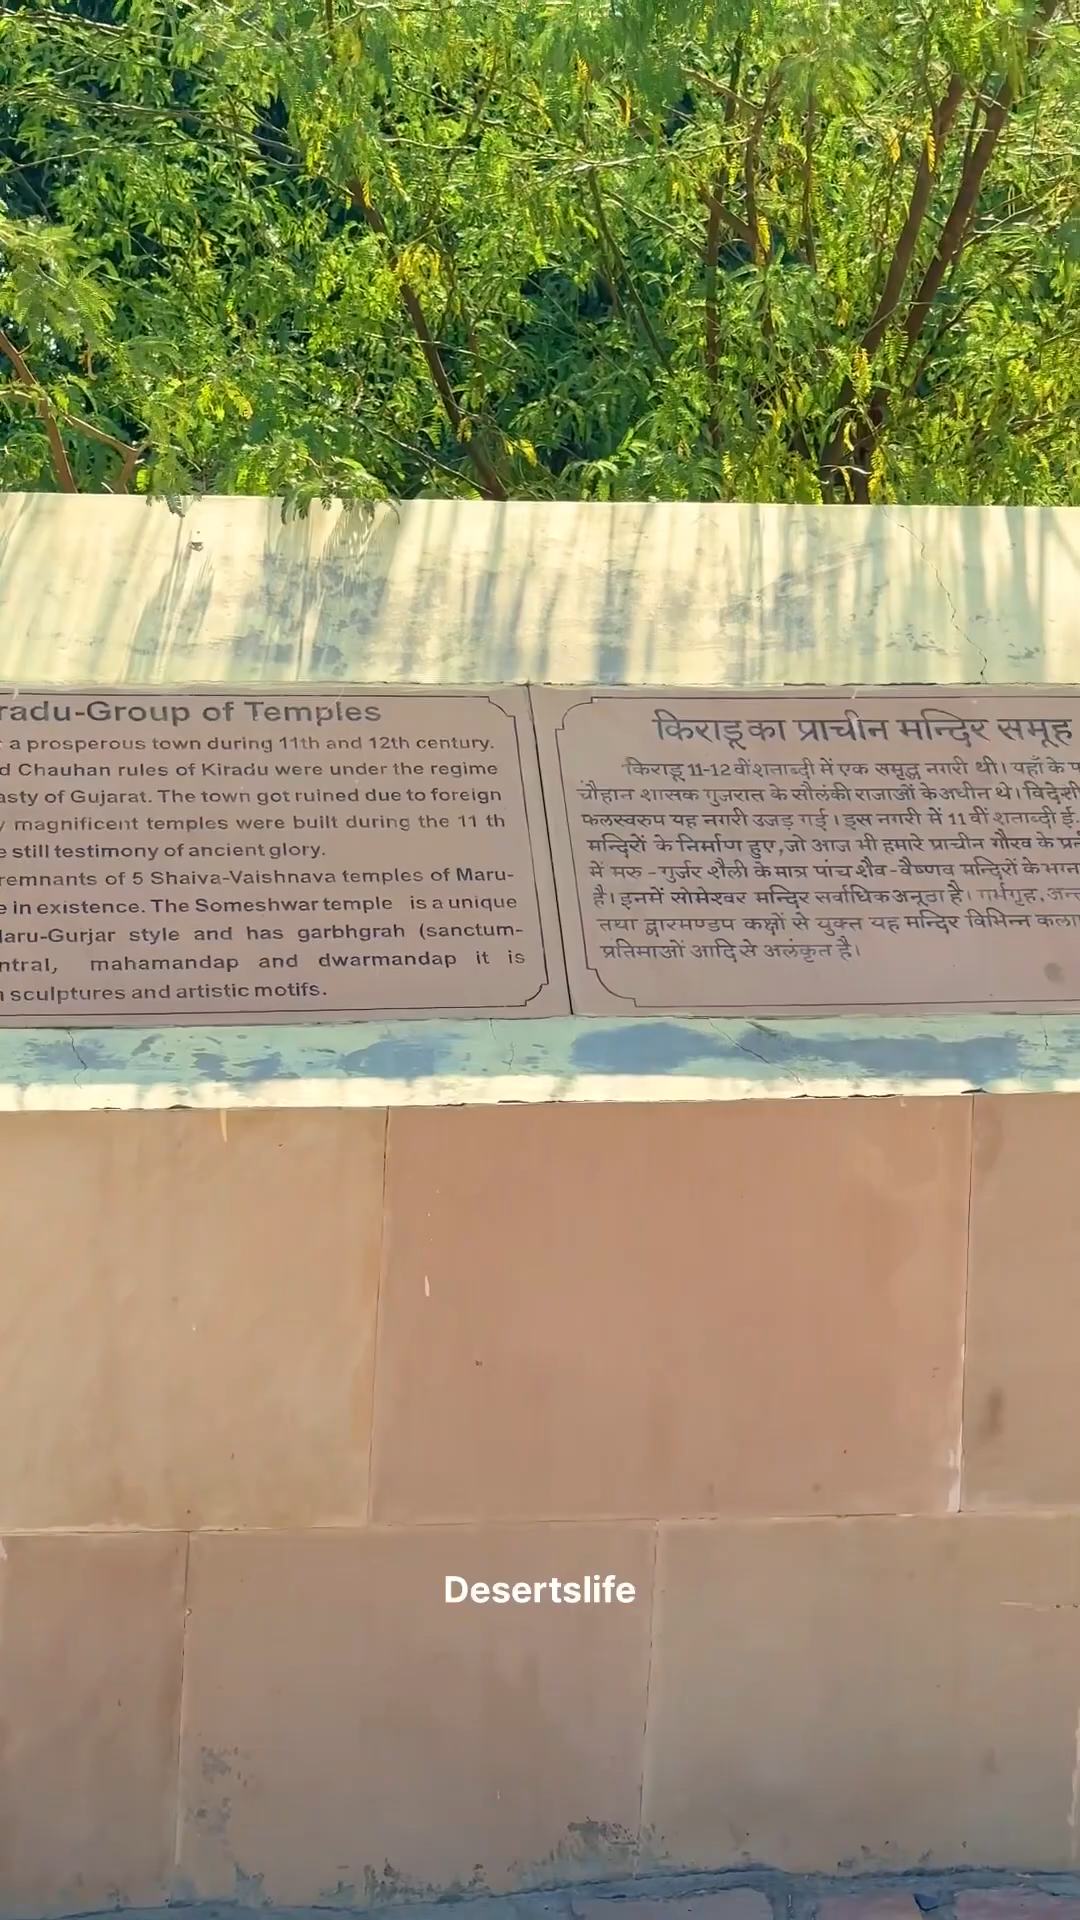 radu-Group of Temples
a prosperous town during 11th and 12th century.
d Chauhan rules of Kiradu were under the regime
asty of Gujarat. The town got ruined due to foreign
magnificent temples were built during the 11 th
e still testimony of ancient glory.
remnants of 5 Shaiva-Vaishnava temples of Maru-
e in existence. The Someshwar temple is a unique
laru-Gurjar style and has garbhgrah (sanctum-
ntral, mahamandap and dwarmandap it is
sculptures and artistic motifs.
किराडू का प्राचीन मन्दिर समूह
किराडू 11-12 वीं शताब्दी में एक समृद्ध नगरी थी। यहाँ के
चौहान शासक गुजरात के सौलंकी राजाओं के अधीन थे। विदेशी
फलस्वरुप यह नगरी उजड़ गई। इस नगरी में 11 वीं शताब्दी ई.
मन्दिरों के निर्माण हुए,जो आज भी हमारे प्राचीन गौरव के
में मरु - गुर्जर शैली के मात्र पांच शैव-वैष्णव मन्दिरों के
है। इनमें सोमेश्वर मन्दिर सर्वाधिक अनूठा है। गर्भगृह,
तथा द्वारमण्डप कक्षों से युक्त यह मन्दिर विभिन्न कला
प्रतिमाओं आदि से अलंकृत है।
Desertslife